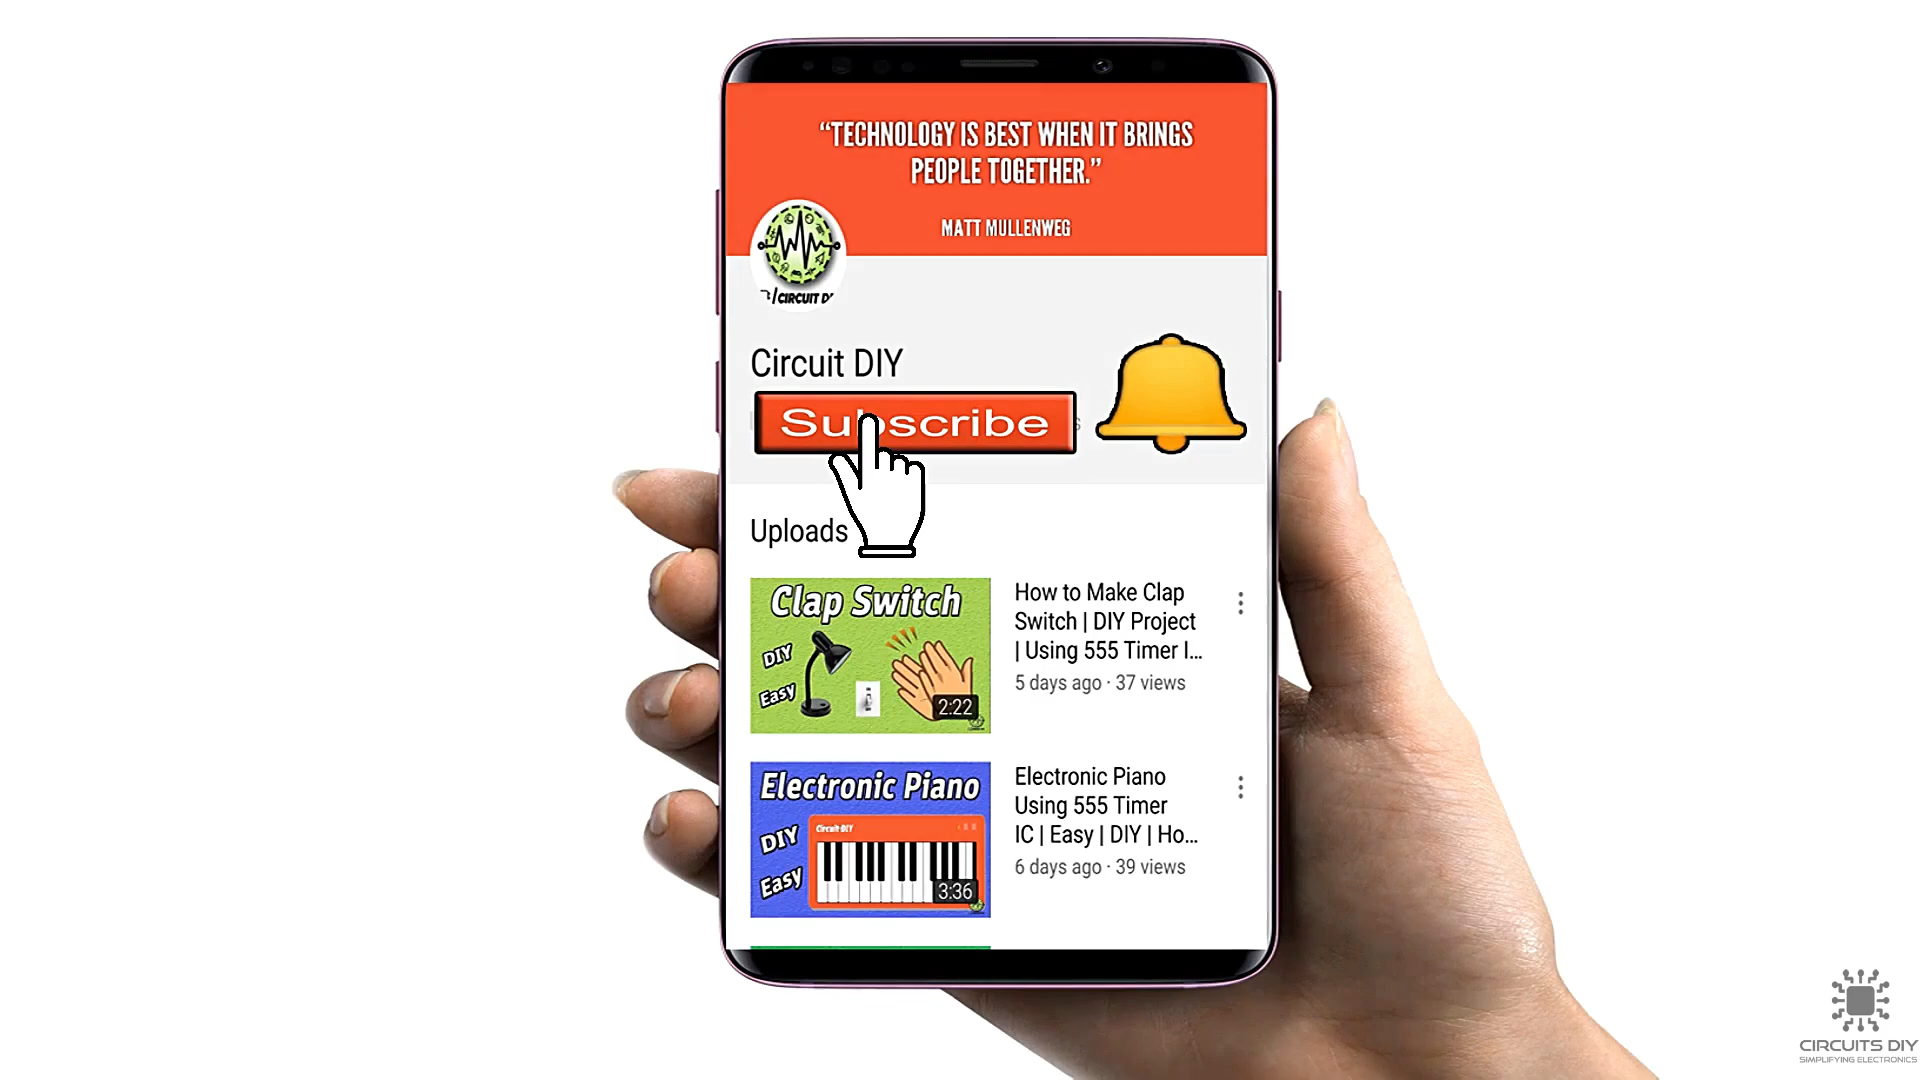 “TECHNOLOGY IS BEST WHEN IT BRINGS
PEOPLE TOGETHER.”
MATT MULLENWEG
/CIRCUIT D
Circuit DIY
Subscribe
Uploads
Clap Switch
DIY
Easy
2:22
How to Make Clap
Switch | DIY Project
| Using 555 Timer I...
5 days ago · 37 views
Electronic Piano
DIY
Easy
Circuit DIY
3:36
Electronic Piano
Using 555 Timer
IC | Easy | DIY | Ho...
6 days ago · 39 views
CIRCUITS DIY
SIMPLIFYING ELECTRONICS